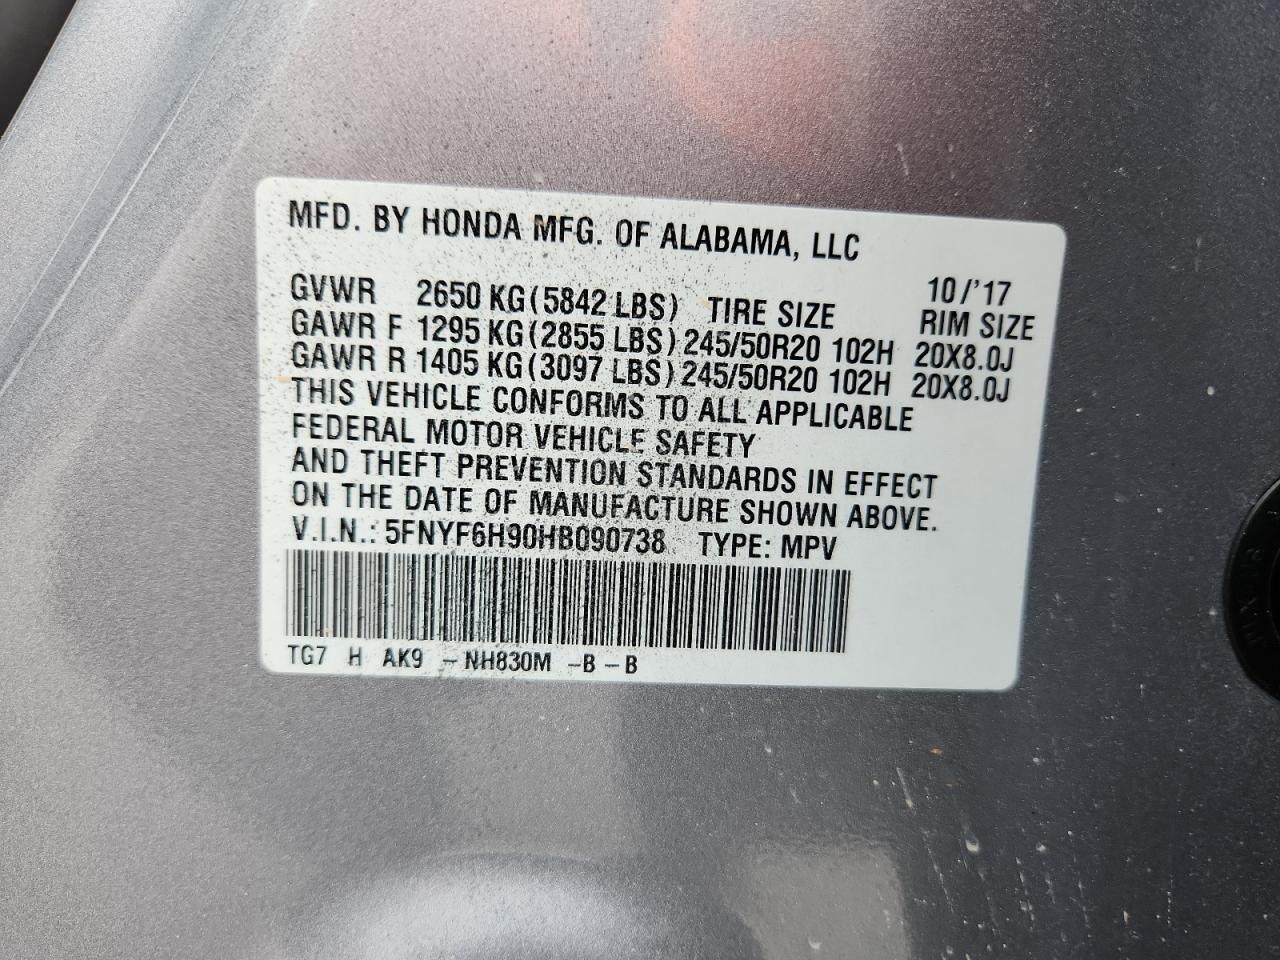 MFD. BY HONDA MFG. OF ALABAMA, LLC
10/'17
GVWR 2650 KG (5842 LBS) TIRE SIZE RIM SIZE
GAWR F 1295 KG (2855 LBS) 245/50R20 102H 20X8.0J
GAWR R 1405 KG (3097 LBS) 245/50R20 102H 20X8.0J
THIS VEHICLE CONFORMS TO ALL APPLICABLE
FEDERAL MOTOR VEHICLE SAFETY
AND THEFT PREVENTION STANDARDS IN EFFECT
ON THE DATE OF MANUFACTURE SHOWN ABOVE.
V.I.N.: 5FNYF6H90HB090738 TYPE: MPV
TG7 H AK9 – NH830M – B – B